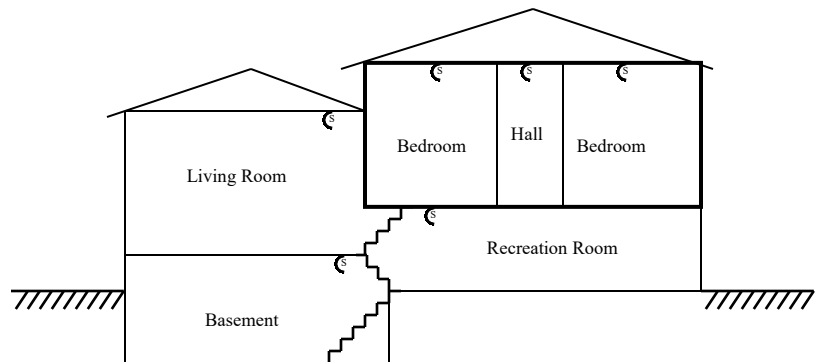 S
S
S
S
Bedroom
Hall
Bedroom
Living Room
S
Recreation Room
S
Basement